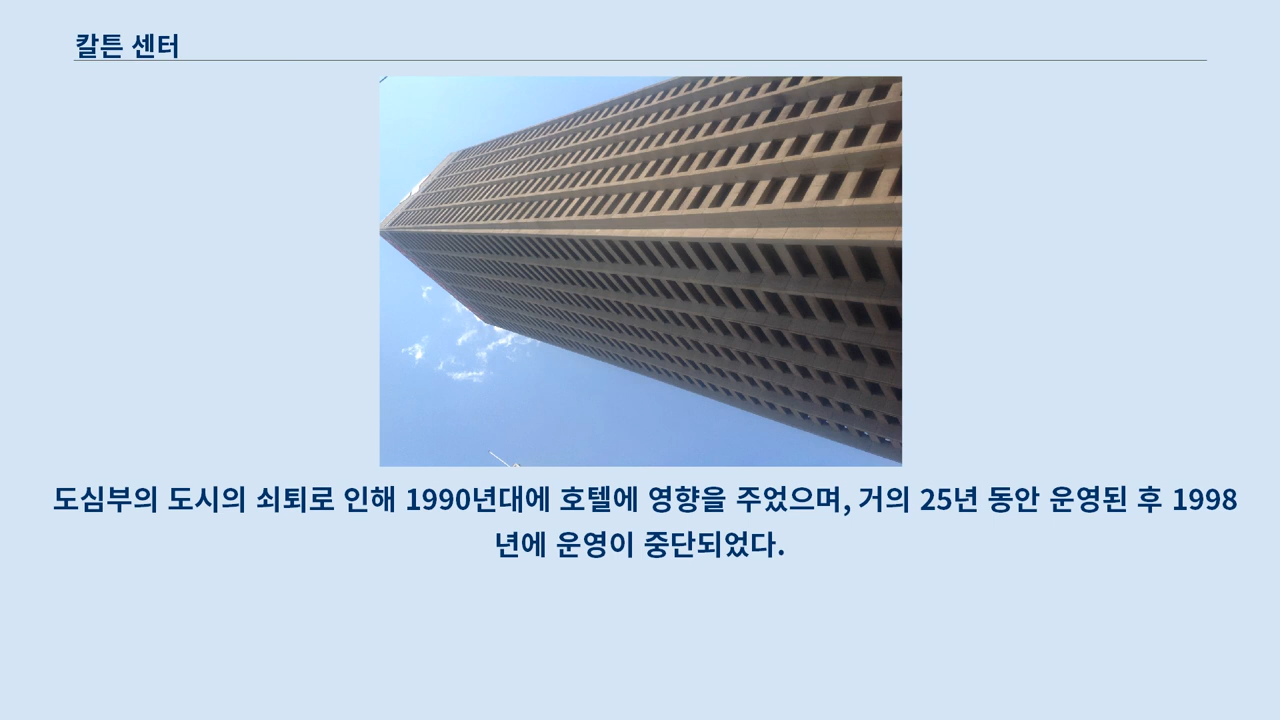 칼튼 센터
도심부의 도시의 쇠퇴로 인해 1990년대에 호텔에 영향을 주었으며, 거의 25년 동안 운영된 후 1998
년에 운영이 중단되었다.